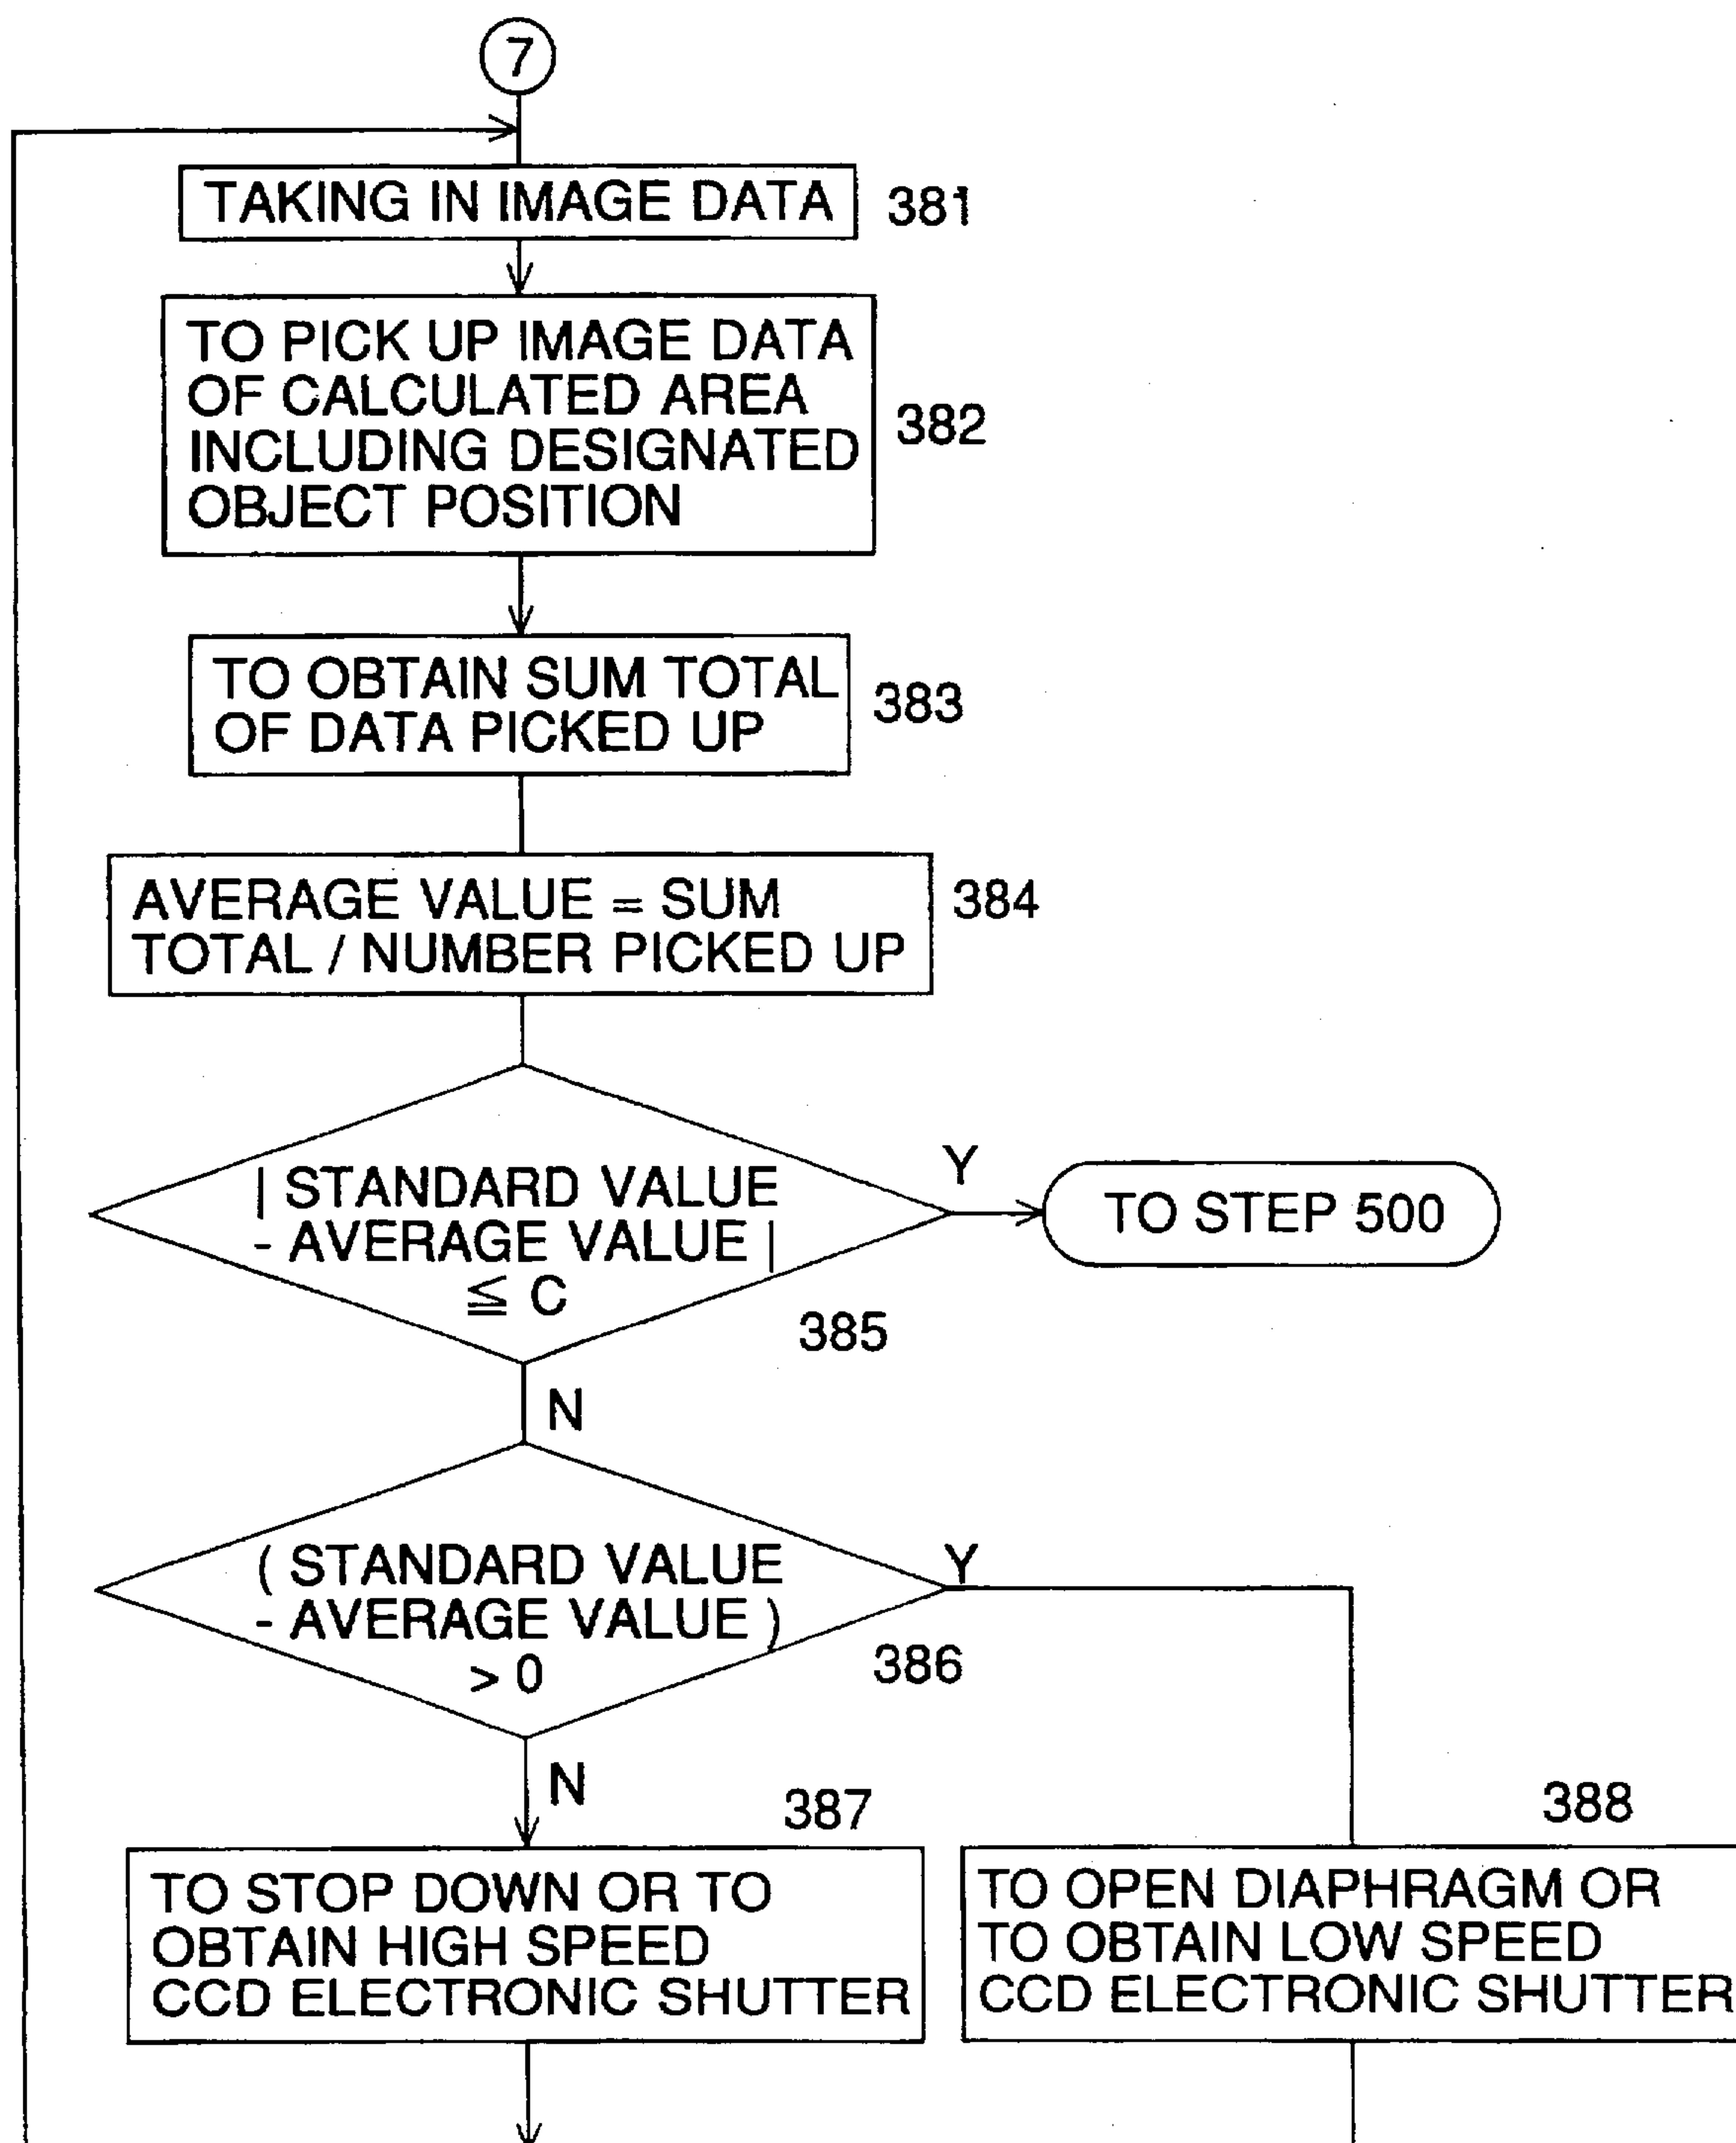 7
TAKING IN IMAGE DATA
381
TO PICK UP IMAGE DATA
OF CALCULATED AREA
INCLUDING DESIGNATED
OBJECT POSITION
382
TO OBTAIN SUM TOTAL
OF DATA PICKED UP
383
AVERAGE VALUE = SUM
TOTAL / NUMBER PICKED UP
384
| STANDARD VALUE
- AVERAGE VALUE |
≦ C
385
Y
TO STEP 500
N
( STANDARD VALUE
- AVERAGE VALUE )
> 0
386
Y
N
387
TO STOP DOWN OR TO
OBTAIN HIGH SPEED
CCD ELECTRONIC SHUTTER
388
TO OPEN DIAPHRAGM OR
TO OBTAIN LOW SPEED
CCD ELECTRONIC SHUTTER